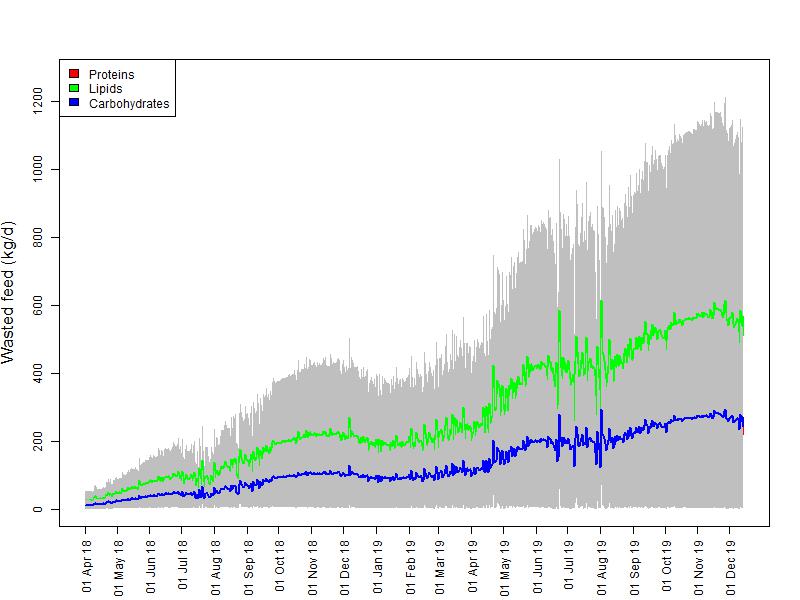 Proteins
Lipids
Carbohydrates
Wasted feed (kg/d)
1200
1000
800
600
400
200
0
01 Apr 18
01 May 18
01 Jun 18
01 Jul 18
01 Aug 18
01 Sep 18
01 Oct 18
01 Nov 18
01 Dec 18
01 Jan 19
01 Feb 19
01 Mar 19
01 Apr 19
01 May 19
01 Jun 19
01 Jul 19
01 Aug 19
01 Sep 19
01 Oct 19
01 Nov 19
01 Dec 19